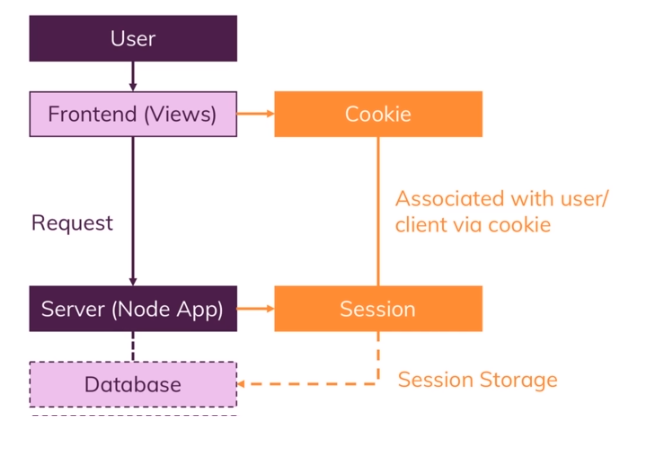 User
Frontend (Views)
Cookie
Associated with user/
client via cookie
Request
Server (Node App)
Session
Database
Session Storage